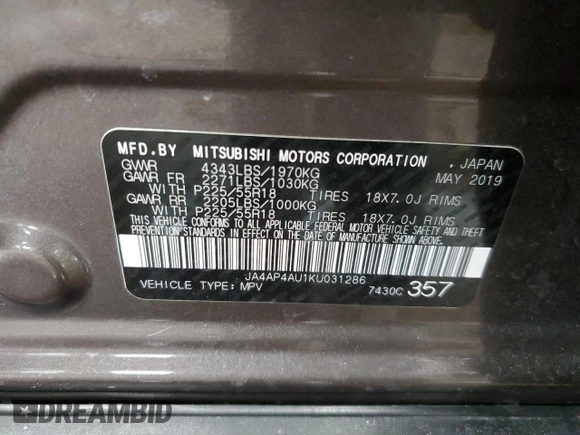 MFD.BY MITSUBISHI MOTORS CORPORATION . JAPAN
GVWR 4343LBS/1970KG MAY 2019
GAWR FR 2271LBS/1030KG
WITH P225/55R18 TIRES 18X7.0J RIMS
GAWR RR 2205LBS/1000KG
WITH P225/55R18 TIRES 18X7.0J RIMS
THIS VEHICLE CONFORMS TO ALL APPLICABLE FEDERAL MOTOR VEHICLE SAFETY AND THEFT
PREVENTION STANDARDS IN EFFECT ON THE DATE OF MANUFACTURE SHOWN ABOVE.
JA4AP4AU1KU031286
VEHICLE TYPE: MPV 7430C 357
DREAMBID